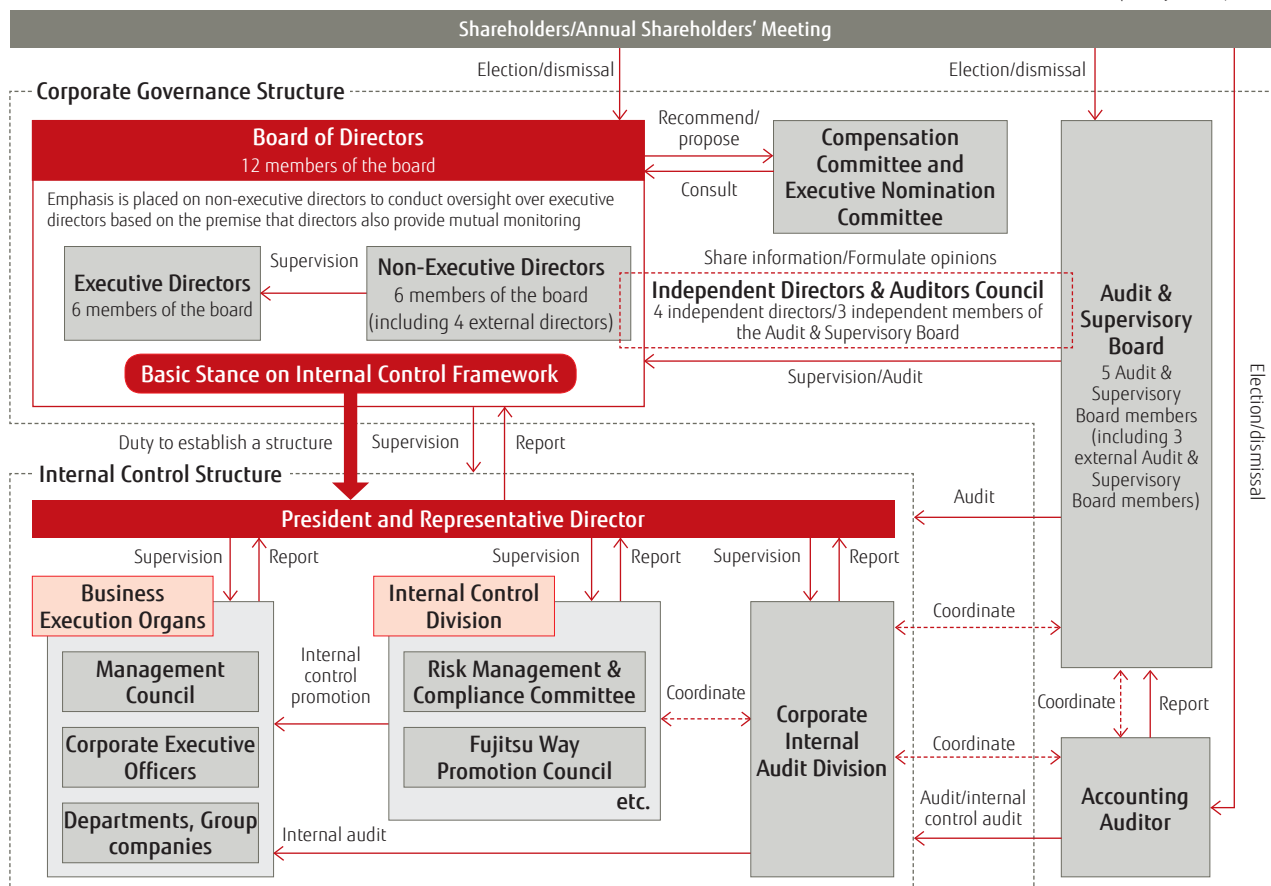 Shareholders/Annual Shareholders' Meeting
Election/dismissal
Election/dismissal
Corporate Governance Structure
Board of Directors
12 members of the board
Recommend/
propose
Consult
Compensation
Committee and
Executive Nomination
Committee
Emphasis is placed on non-executive directors to conduct oversight over executive
directors based on the premise that directors also provide mutual monitoring
Executive Directors
6 members of the board
Supervision
Non-Executive Directors
6 members of the board
(including 4 external directors)
Share information/Formulate opinions
Independent Directors & Auditors Council
4 independent directors/3 independent members of
the Audit & Supervisory Board
Audit &
Supervisory
Board
5 Audit &
Supervisory
Board members
(including 3
external Audit &
Supervisory
Board members)
Election/dismissal
Basic Stance on Internal Control Framework
Supervision/Audit
Duty to establish a structure
Supervision
Report
Internal Control Structure
President and Representative Director
Audit
Supervision
Report
Supervision
Report
Supervision
Report
Business
Execution Organs
Management
Council
Corporate Executive
Officers
Departments, Group
companies
Internal
control
promotion
Internal Control
Division
Risk Management &
Compliance Committee
Fujitsu Way
Promotion Council
etc.
Coordinate
Corporate
Internal
Audit Division
Coordinate
Coordinate
Coordinate
Report
Internal audit
Audit/internal
control audit
Accounting
Auditor